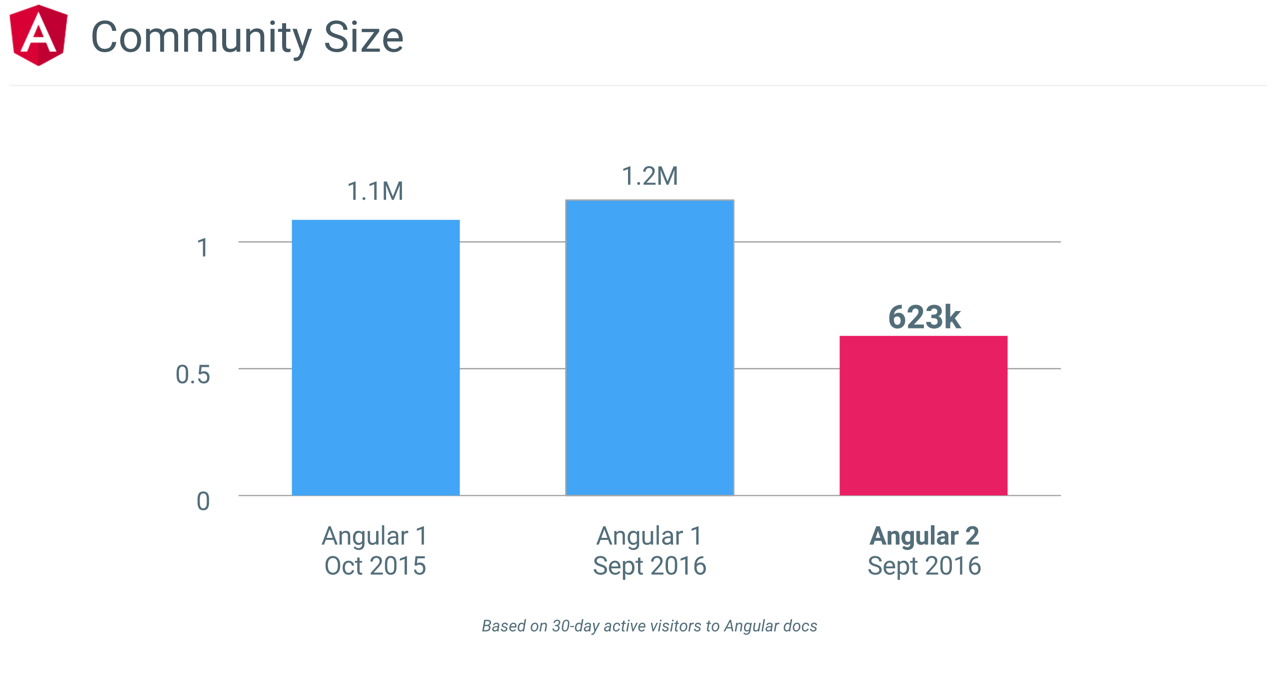 Community Size
1.1M
1.2M
623k
1
0.5
0
Angular 1
Oct 2015
Angular 1
Sept 2016
Angular 2
Sept 2016
Based on 30-day active visitors to Angular docs